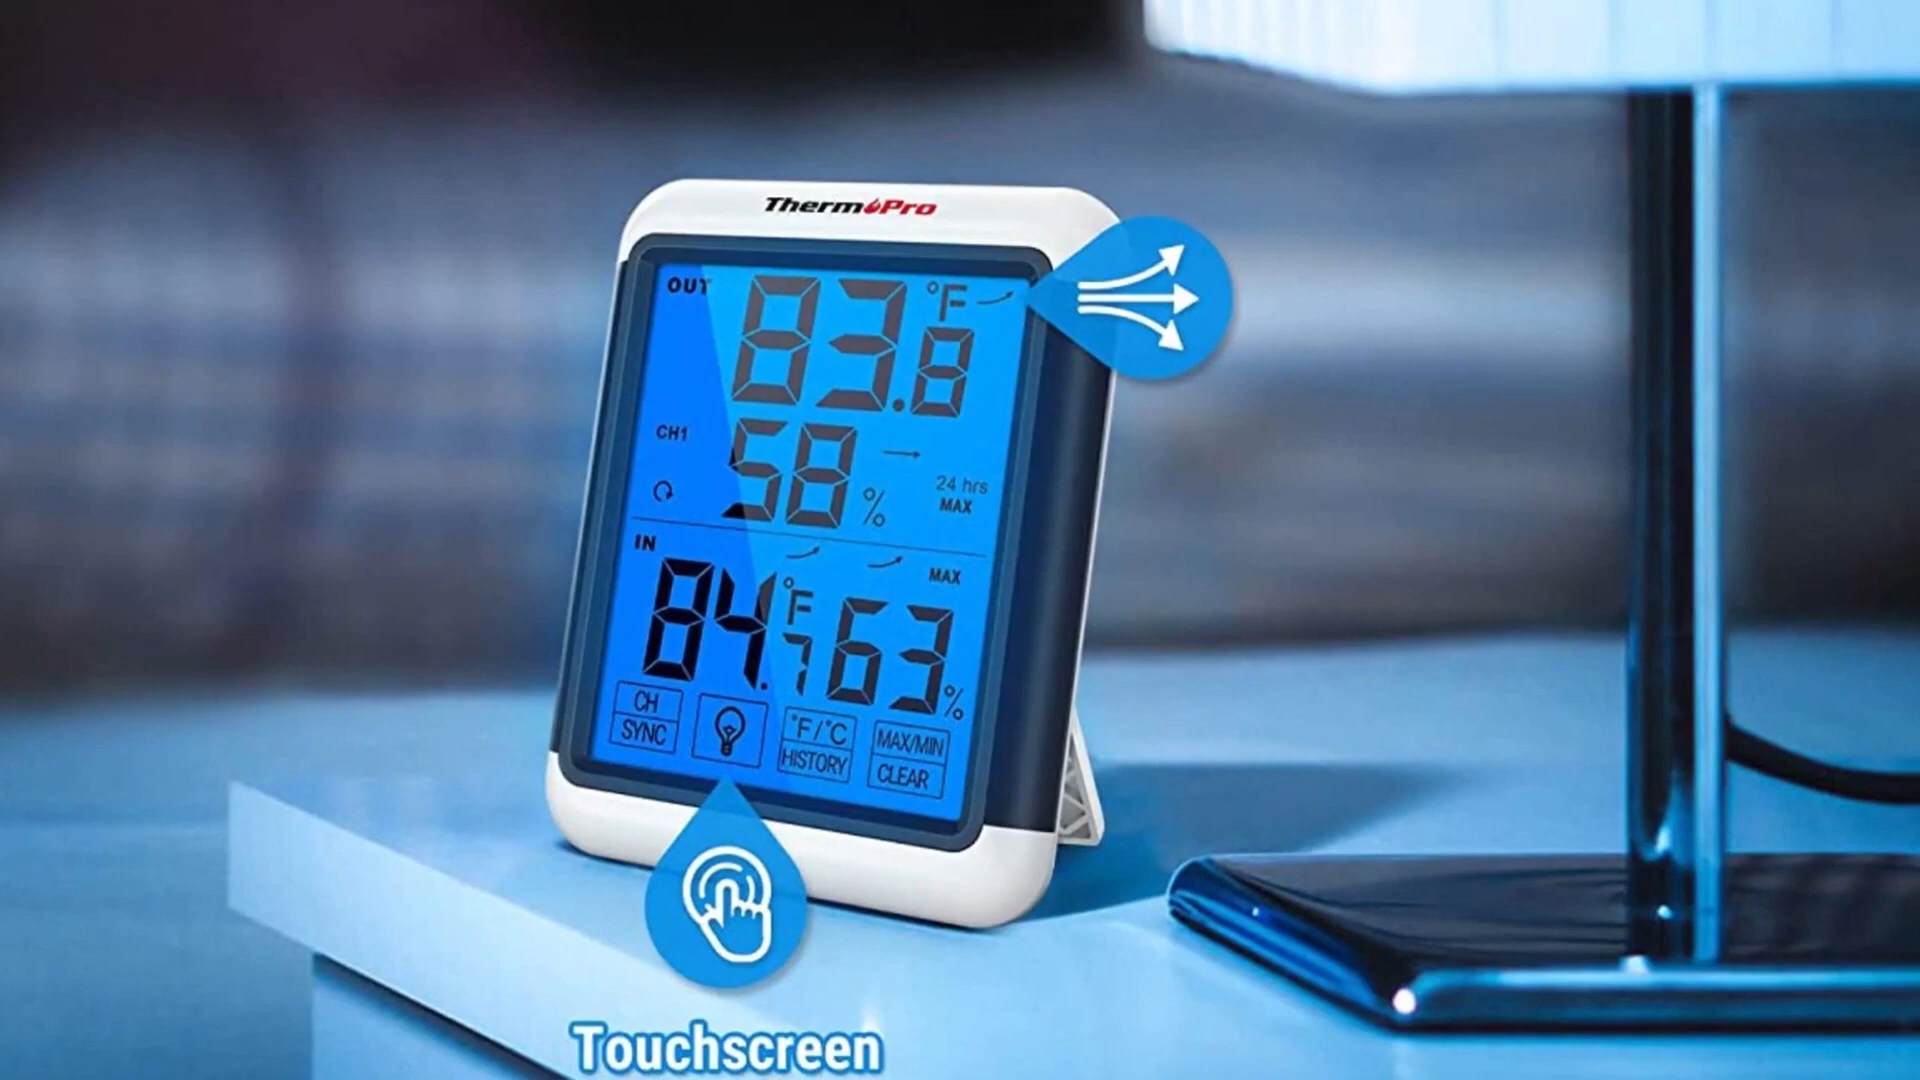 ThermoPro
OUT
83.8 °F
CH1
58 %
24 hrs
MAX
IN
MAX
84.7 °F
63 %
CH
SYNC
°F/°C
HISTORY
MAX/MIN
CLEAR
Touchscreen